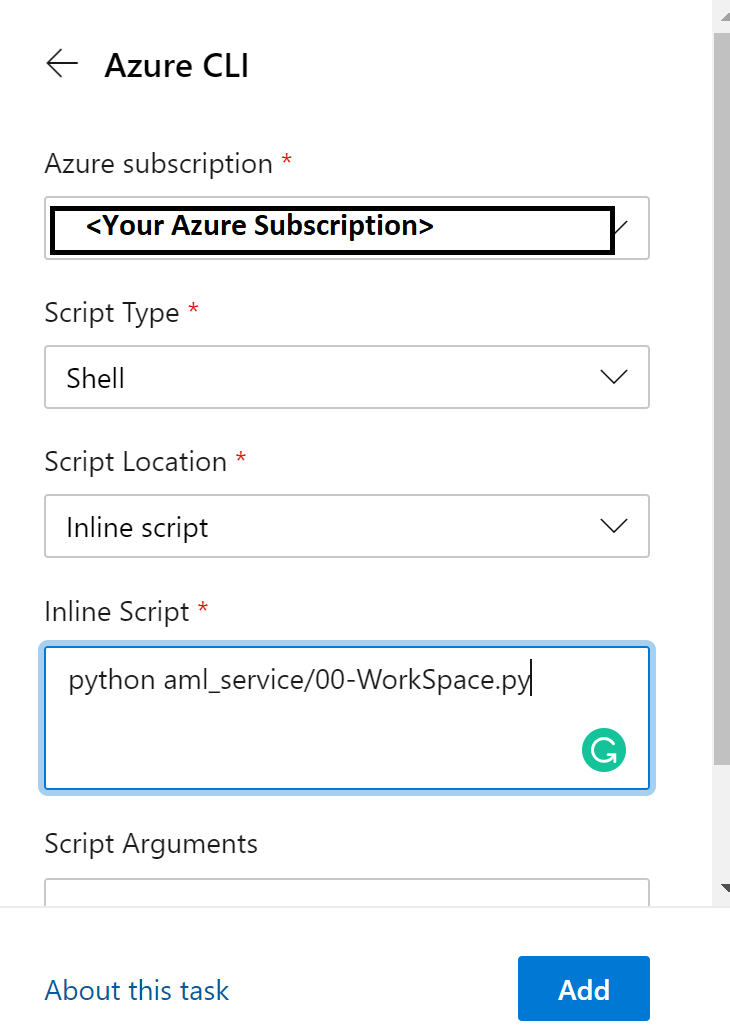 Azure CLI
Azure subscription *
<Your Azure Subscription>
Script Type *
Shell
Script Location *
Inline script
Inline Script *
python aml_service/00-WorkSpace.py
Script Arguments
About this task
Add